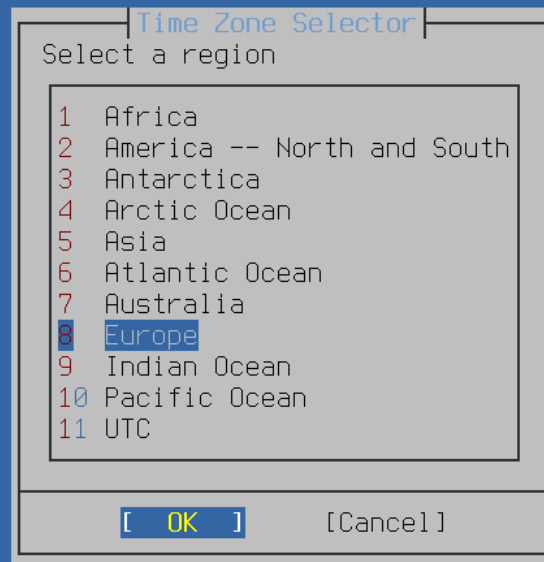 Time Zone Selector
Select a region
1 Africa
2 America -- North and South
3 Antarctica
4 Arctic Ocean
5 Asia
6 Atlantic Ocean
7 Australia
8 Europe
9 Indian Ocean
10 Pacific Ocean
11 UTC
[ OK ] [Cancel]